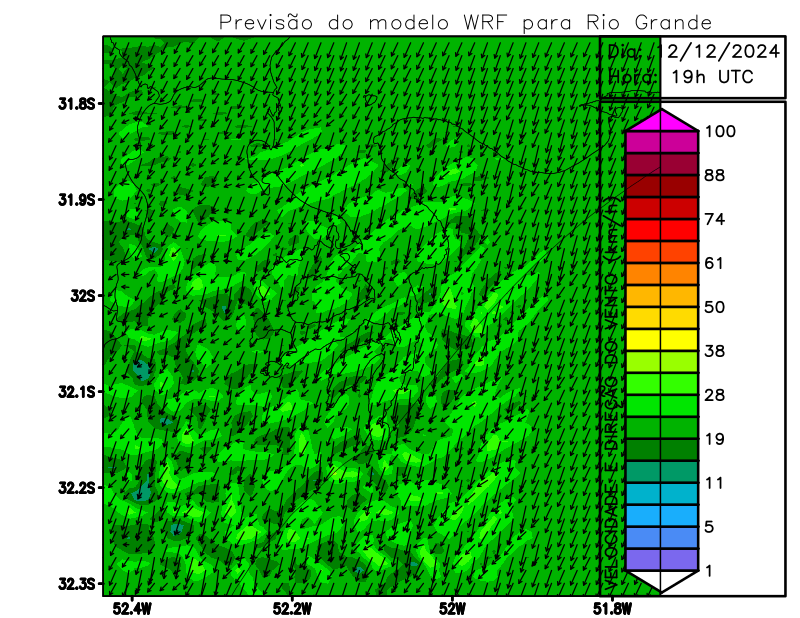 Previsão do modelo WRF para Rio Grande
Dia: 12/12/2024
Hora: 19h UTC
31.8S
31.9S
32S
32.1S
32.2S
32.3S
52.4W
52.2W
52W
51.8W
VELOCIDADE E DIREÇÃO DO VENTO (km/h)
100
88
74
61
50
38
28
19
11
5
1